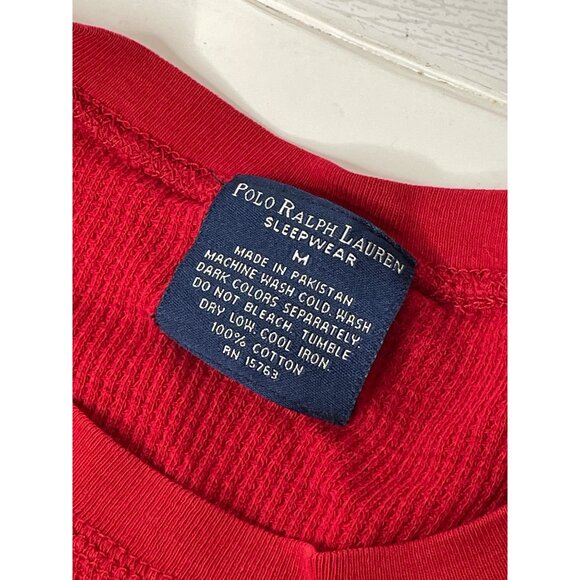 POLO RALPH LAUREN
SLEEPWEAR
M
MADE IN PAKISTAN
MACHINE WASH COLD. WASH
DARK COLORS SEPARATELY.
DO NOT BLEACH. TUMBLE
DRY LOW. COOL IRON.
100% COTTON
RN 15763